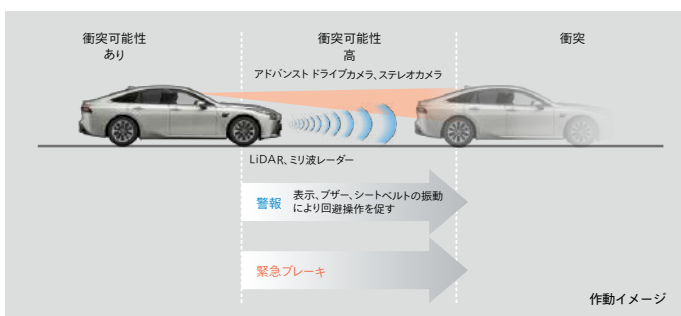 衝突可能性
あり
衝突可能性
高
衝突
アドバンスト ドライブカメラ、ステレオカメラ
LiDAR、ミリ波レーダー
警報
表示、ブザー、シートベルトの振動
により回避操作を促す
緊急ブレーキ
作動イメージ